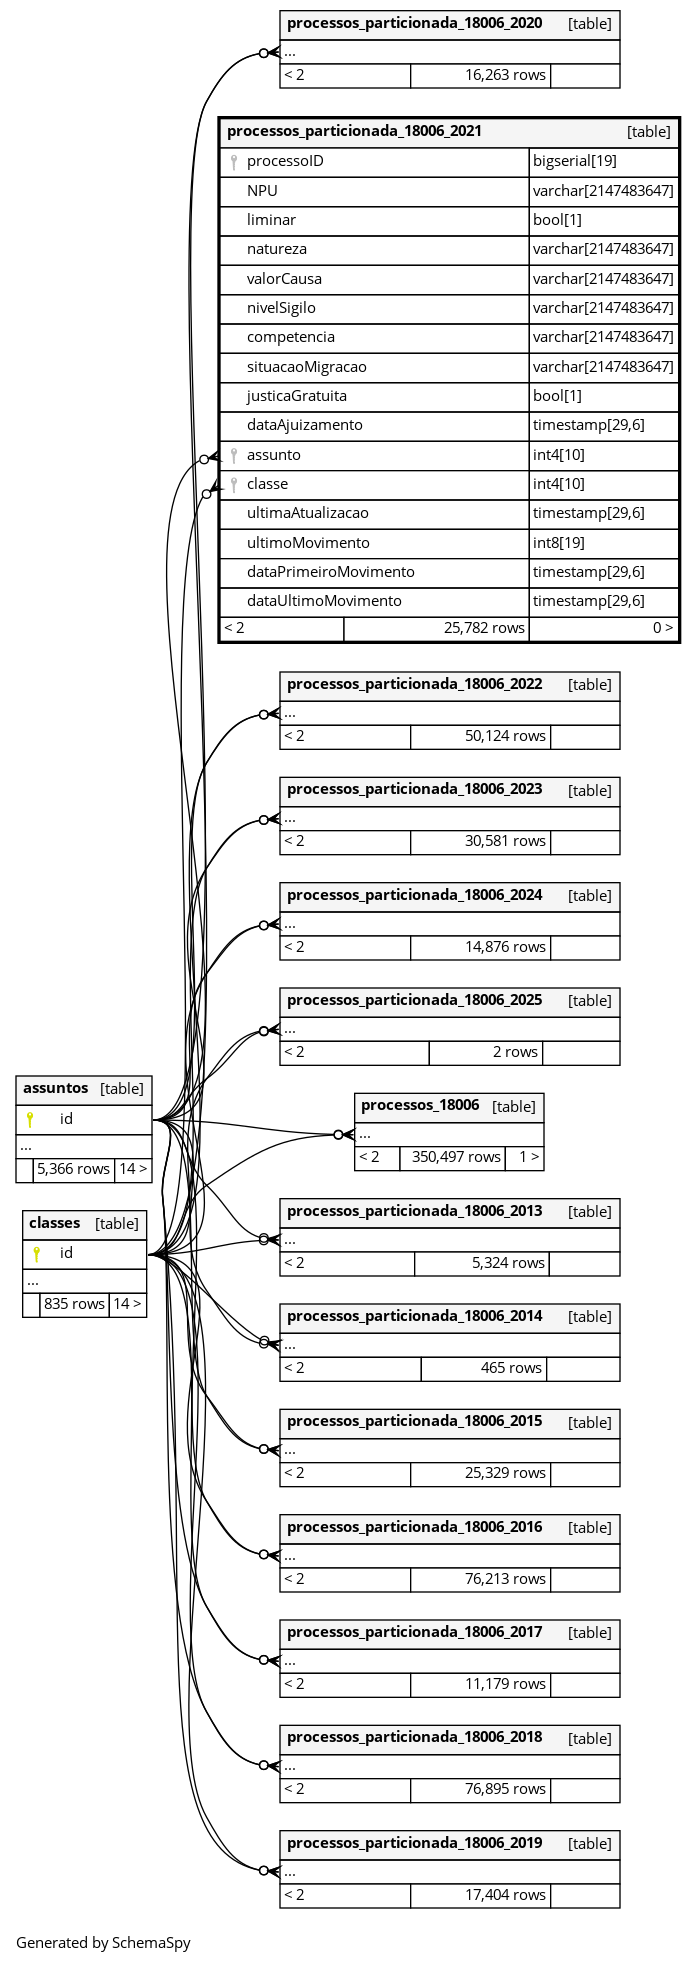 processos_particionada_18006_2020 [table]
...
< 2 16,263 rows
processos_particionada_18006_2021 [table]
processoID bigserial[19]
NPU varchar[2147483647]
liminar bool[1]
natureza varchar[2147483647]
valorCausa varchar[2147483647]
nivelSigilo varchar[2147483647]
competencia varchar[2147483647]
situacaoMigracao varchar[2147483647]
justicaGratuita bool[1]
dataAjuizamento timestamp[29,6]
assunto int4[10]
classe int4[10]
ultimaAtualizacao timestamp[29,6]
ultimoMovimento int8[19]
dataPrimeiroMovimento timestamp[29,6]
dataUltimoMovimento timestamp[29,6]
< 2 25,782 rows 0 >
processos_particionada_18006_2022 [table]
...
< 2 50,124 rows
processos_particionada_18006_2023 [table]
...
< 2 30,581 rows
processos_particionada_18006_2024 [table]
...
< 2 14,876 rows
processos_particionada_18006_2025 [table]
...
< 2 2 rows
assuntos [table]
id
...
5,366 rows 14 >
processos_18006 [table]
...
< 2 350,497 rows 1 >
classes [table]
id
...
835 rows 14 >
processos_particionada_18006_2013 [table]
...
< 2 5,324 rows
processos_particionada_18006_2014 [table]
...
< 2 465 rows
processos_particionada_18006_2015 [table]
...
< 2 25,329 rows
processos_particionada_18006_2016 [table]
...
< 2 76,213 rows
processos_particionada_18006_2017 [table]
...
< 2 11,179 rows
processos_particionada_18006_2018 [table]
...
< 2 76,895 rows
processos_particionada_18006_2019 [table]
...
< 2 17,404 rows
Generated by SchemaSpy